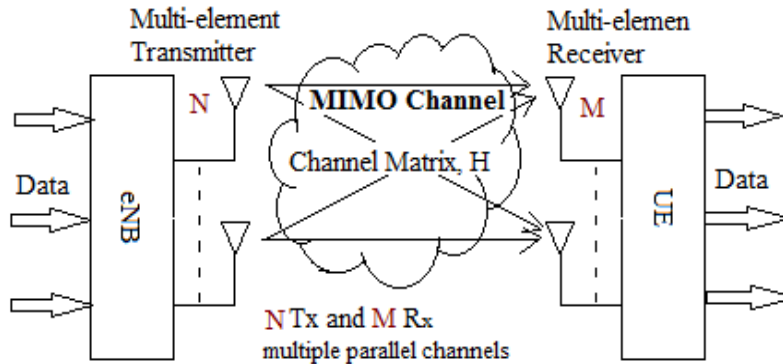 Multi-element
Transmitter
Multi-elemen
Receiver
N
MIMO Channel
M
Channel Matrix, H
Data
eNB
UE
Data
N Tx and M Rx
multiple parallel channels